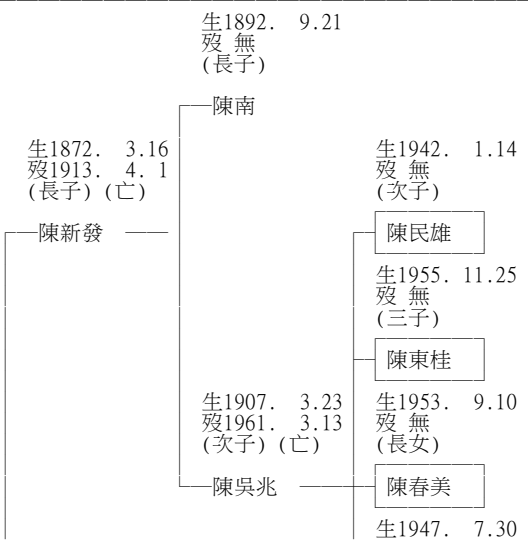 生1892. 9.21
歿 無
(長子)
陳南
生1872. 3.16
歿1913. 4. 1
(長子)(亡)
陳新發
生1942. 1.14
歿 無
(次子)
陳民雄
生1955. 11.25
歿 無
(三子)
陳東桂
生1907. 3.23
歿1961. 3.13
(次子)(亡)
陳吳兆
生1953. 9.10
歿 無
(長女)
陳春美
生1947. 7.30